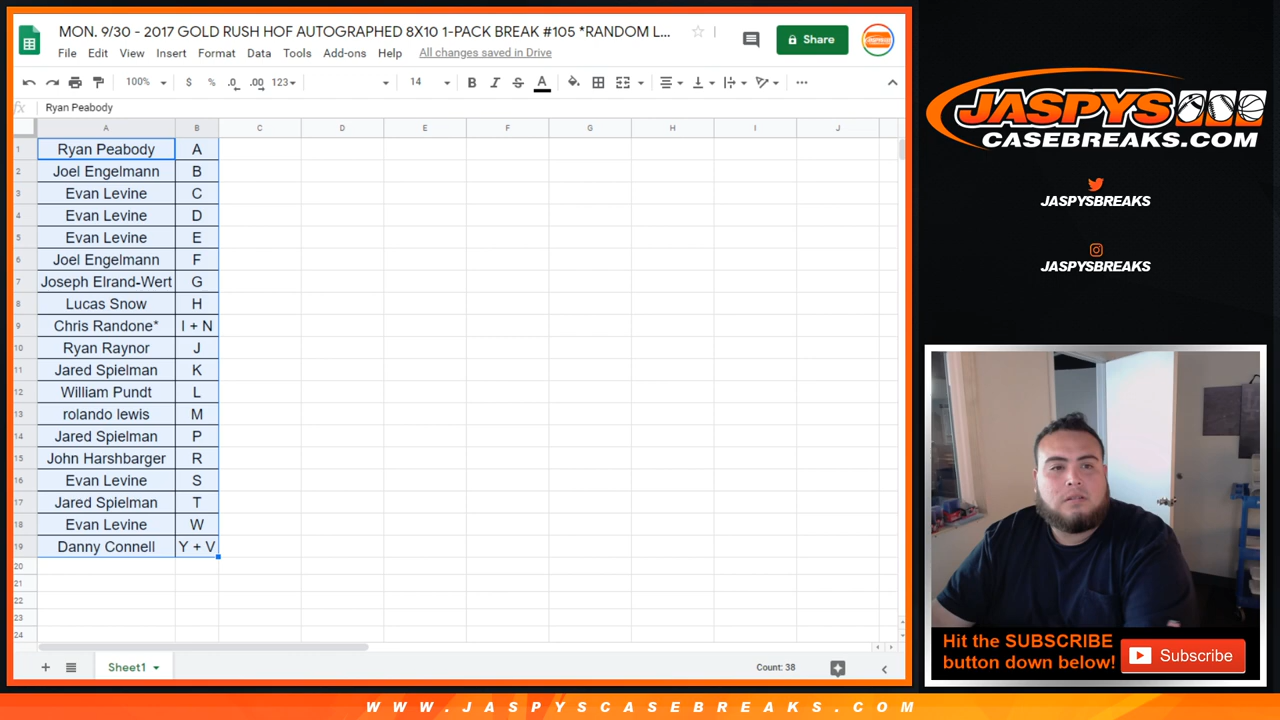 MON. 9/30 - 2017 GOLD RUSH HOF AUTOGRAPHED 8X10 1-PACK BREAK #105 *RANDOM L...
Share
File Edit View Insert Format Data Tools Add-ons Help All changes saved in Drive
100% $ % .0 .00 123 14 B I S A
fx Ryan Peabody
A B C D E F G H I J
1 Ryan Peabody A
2 Joel Engelmann B
3 Evan Levine C
4 Evan Levine D
5 Evan Levine E
6 Joel Engelmann F
7 Joseph Elrand-Wert G
8 Lucas Snow H
9 Chris Randone* I + N
10 Ryan Raynor J
11 Jared Spielman K
12 William Pundt L
13 rolando lewis M
14 Jared Spielman P
15 John Harshbarger R
16 Evan Levine S
17 Jared Spielman T
18 Evan Levine W
19 Danny Connell Y + V
20
21
22
23
24
Sheet1 Count: 38
JASPYS
CASEBREAKS.COM
JASPYSBREAKS
JASPYSBREAKS
Hit the SUBSCRIBE
button down below!
Subscribe
WWW.JASPYSCASEBREAKS.COM